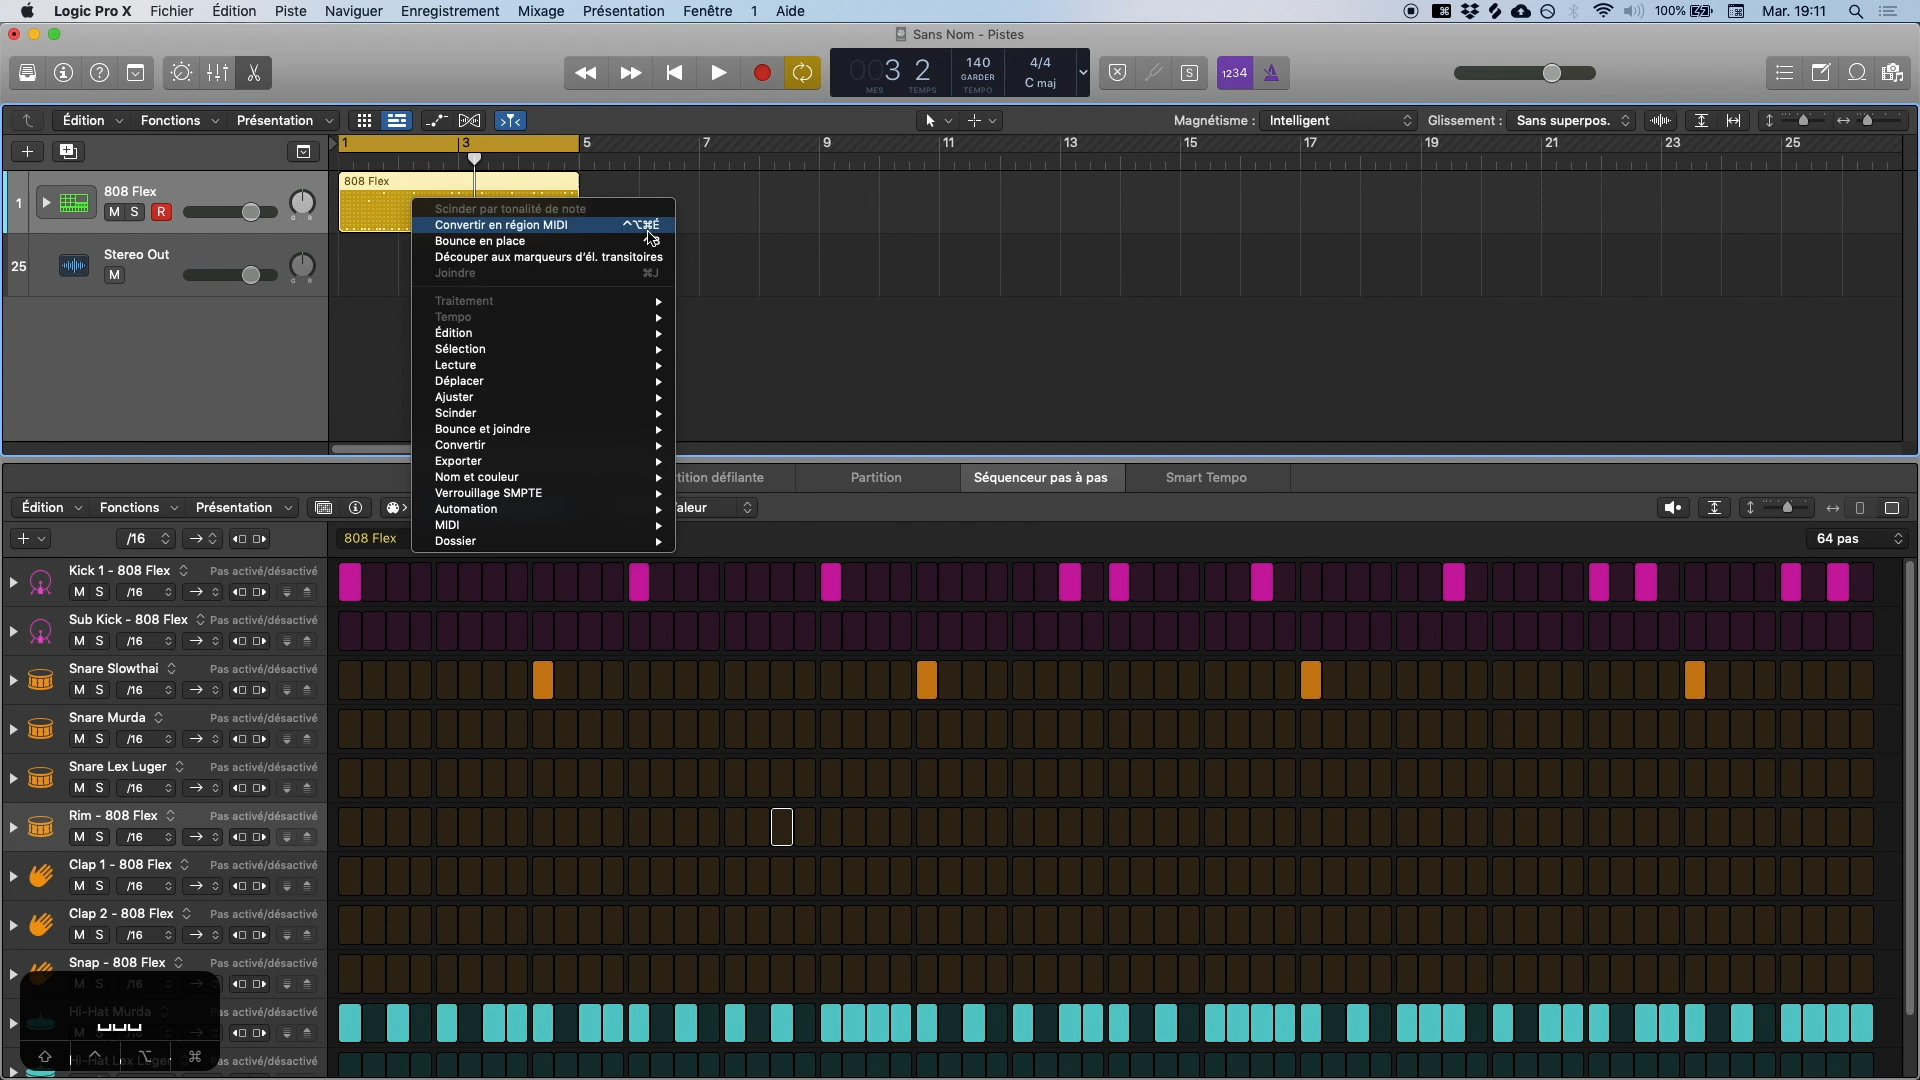 Logic Pro X Fichier Édition Piste Naviguer Enregistrement Mixage Présentation Fenêtre 1 Aide 100% Mar. 19:11
Sans Nom - Pistes
003 2
MES TEMPS
140
GARDER
TEMPO
4/4
C maj
S
1234
Édition Fonctions Présentation Magnétisme : Intelligent Glissement : Sans superpos.
1 3 5 7 9 11 13 15 17 19 21 23 25
1 808 Flex
M S R
G R
808 Flex
25 Stereo Out
M
G R
Scinder par tonalité de note
Convertir en région MIDI ^⌥⌘É
Bounce en place
Découper aux marqueurs d'él. transitoires
Joindre ⌘J
Traitement
Tempo
Édition
Sélection
Lecture
Déplacer
Ajuster
Scinder
Bounce et joindre
Convertir
Exporter
Nom et couleur
Verrouillage SMPTE
Automation
MIDI
Dossier
tition défilante Partition Séquenceur pas à pas Smart Tempo
Édition Fonctions Présentation aleur
/16 808 Flex 64 pas
Kick 1 - 808 Flex Pas activé/désactivé
M S /16
Sub Kick - 808 Flex Pas activé/désactivé
M S /16
Snare Slowthai Pas activé/désactivé
M S /16
Snare Murda Pas activé/désactivé
M S /16
Snare Lex Luger Pas activé/désactivé
M S /16
Rim - 808 Flex Pas activé/désactivé
M S /16
Clap 1 - 808 Flex Pas activé/désactivé
M S /16
Clap 2 - 808 Flex Pas activé/désactivé
M S /16
Snap - 808 Flex Pas activé/désactivé
M S /16
Hi-Hat Murda as activé/désactivé
M
Hi-Hat Lex Luger as activé/désactivé